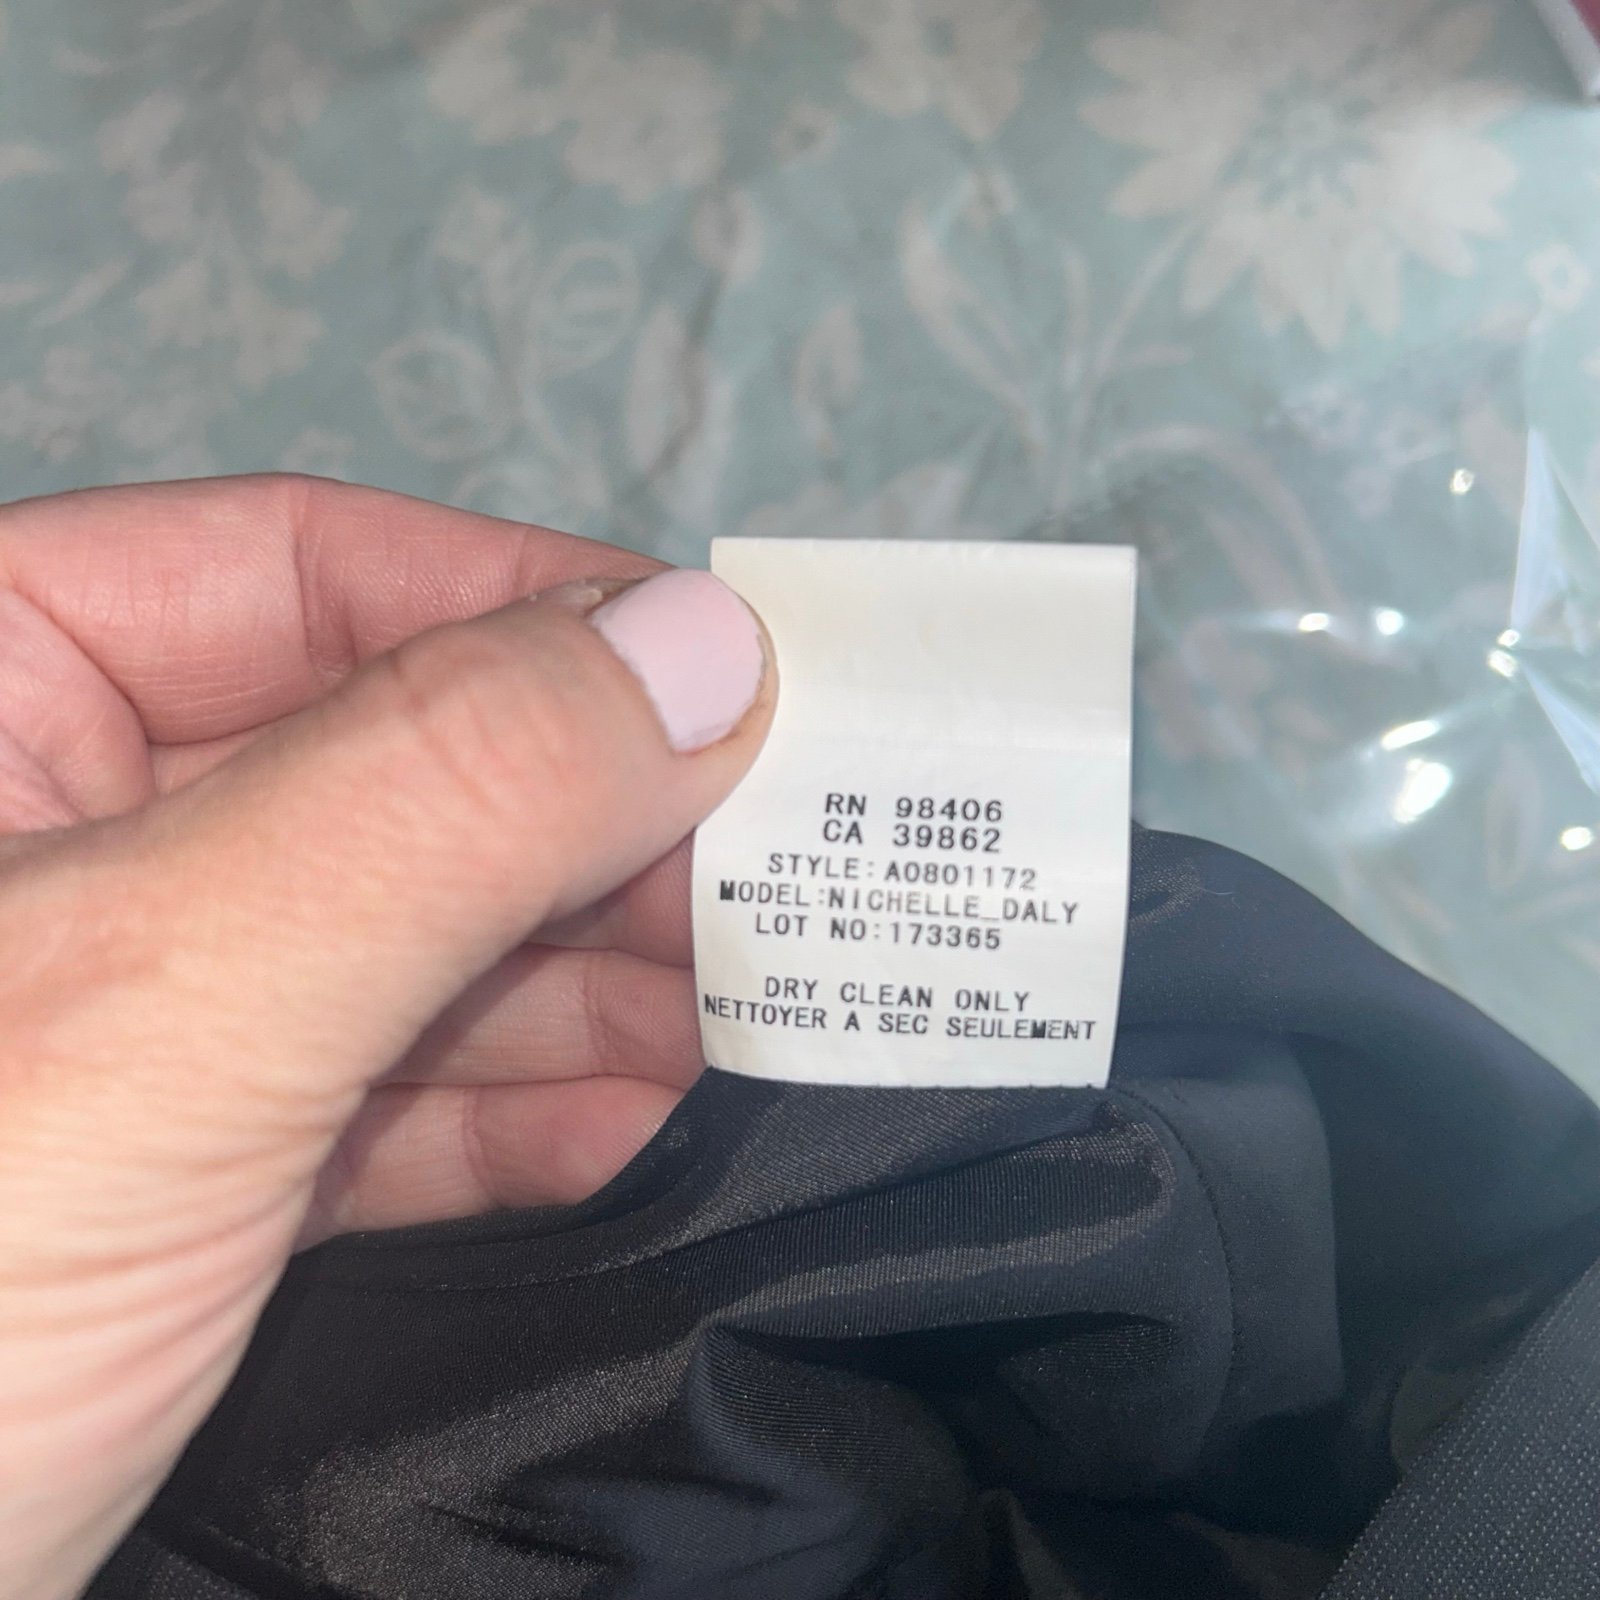 RN 98406
CA 39862
STYLE:A0801172
MODEL:NICHELLE_DALY
LOT NO:173365
DRY CLEAN ONLY
NETTOYER A SEC SEULEMENT